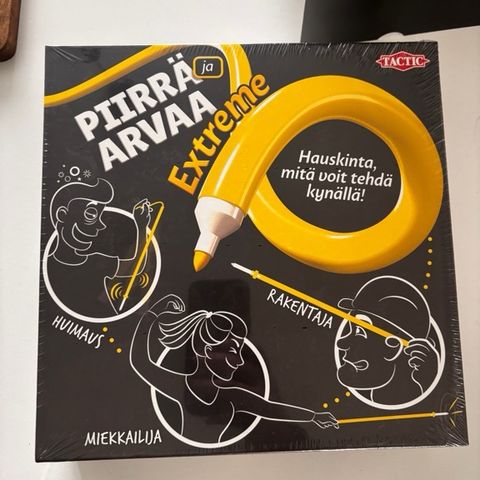 TACTIC
PIIRRÄ ja
ARVAA
Extreme
Hauskinta,
mitä voit tehdä
kynällä!
HUIMAUS
RAKENTAJA
MIEKKAILIJA